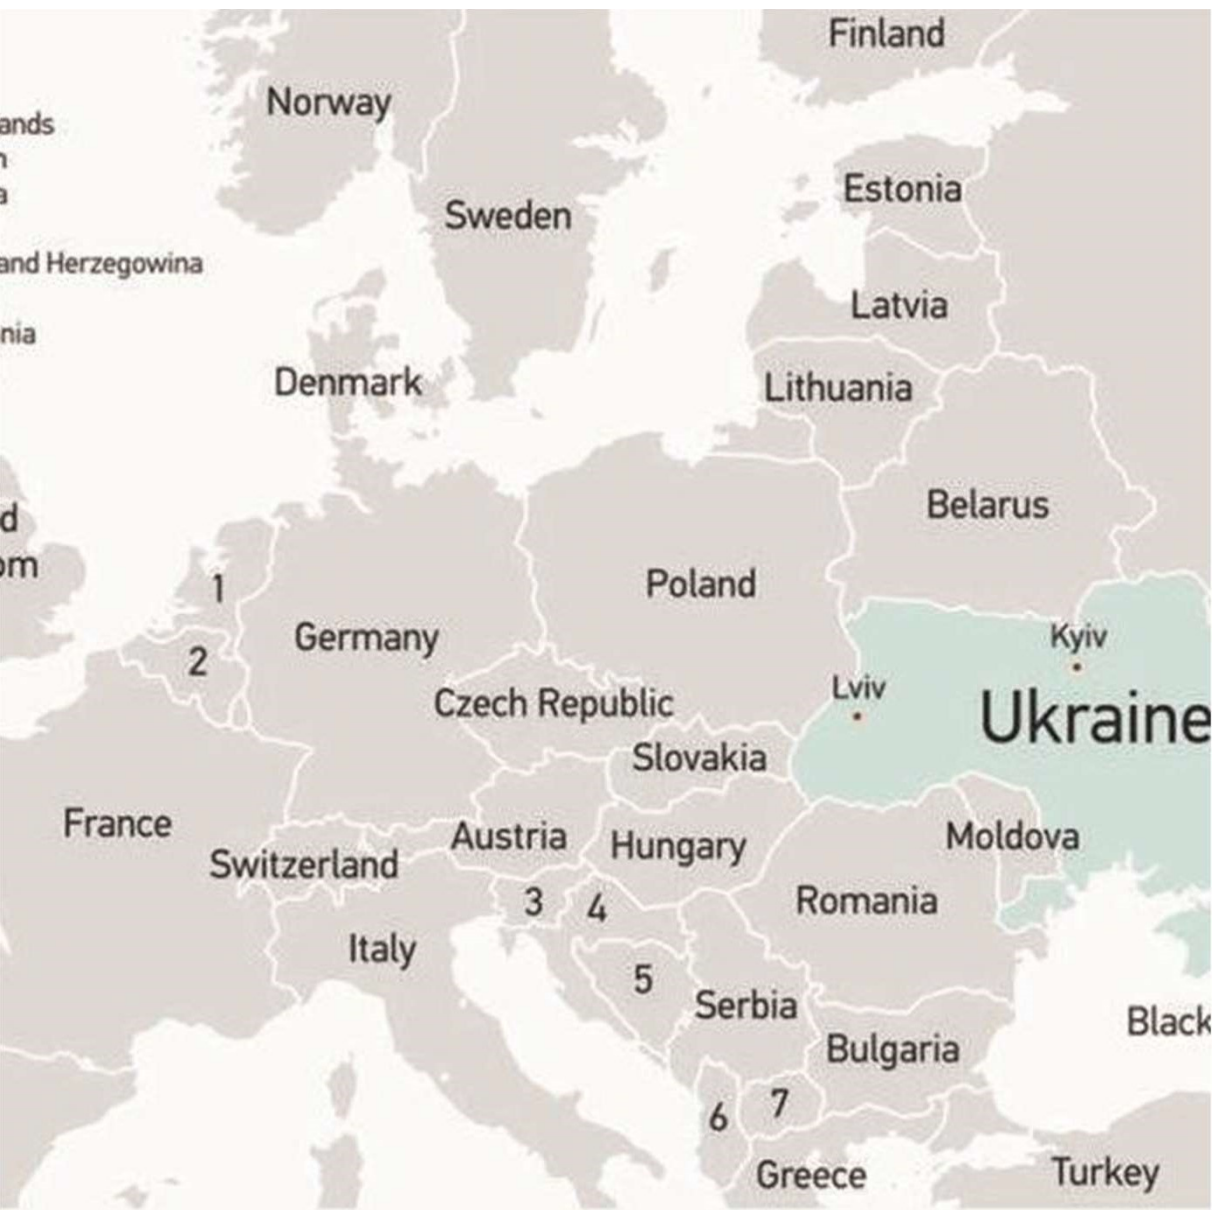 Finland
Norway
ands
n
a
Estonia
Sweden
and Herzegowina
Latvia
nia
Denmark
Lithuania
Belarus
d
om
1
Poland
Germany
2
Kyiv
Lviv
Czech Republic
Ukraine
Slovakia
France
Austria
Hungary
Moldova
Switzerland
3
4
Romania
Italy
5
Serbia
Black
Bulgaria
6
7
Greece
Turkey